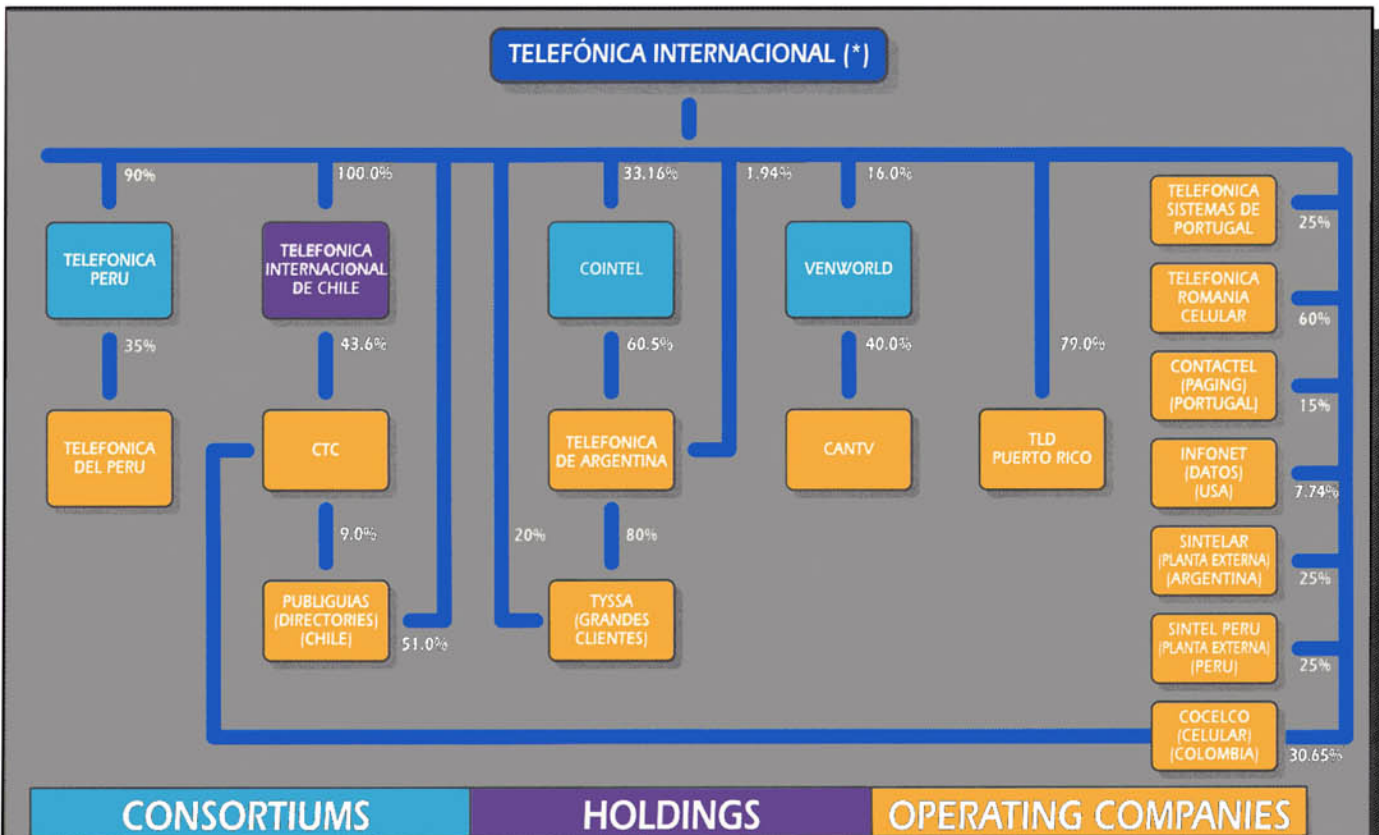 TELEFÓNICA INTERNACIONAL (*)
90%
100.0%
33.16%
1.94%
16.0%
TELEFONICA
PERU
TELEFONICA
INTERNACIONAL
DE CHILE
COINTEL
VENWORLD
TELEFONICA
SISTEMAS DE
PORTUGAL
25%
TELEFONICA
ROMANIA
CELULAR
60%
35%
43.6%
60.5%
40.0%
79.0%
CONTACTEL
(PAGING)
(PORTUGAL)
15%
TELEFONICA
DEL PERU
CTC
TELEFONICA
DE ARGENTINA
CANTV
TLD
PUERTO RICO
INFONET
(DATOS)
(USA)
7.74%
9.0%
20%
80%
SINTELAR
(PLANTA EXTERNA)
(ARGENTINA)
25%
PUBLIGUIAS
(DIRECTORIES)
(CHILE)
51.0%
TYSSA
(GRANDES
CLIENTES)
SINTEL PERU
(PLANTA EXTERNA)
(PERU)
25%
COCELCO
(CELULAR)
(COLOMBIA)
30.65%
CONSORTIUMS
HOLDINGS
OPERATING COMPANIES